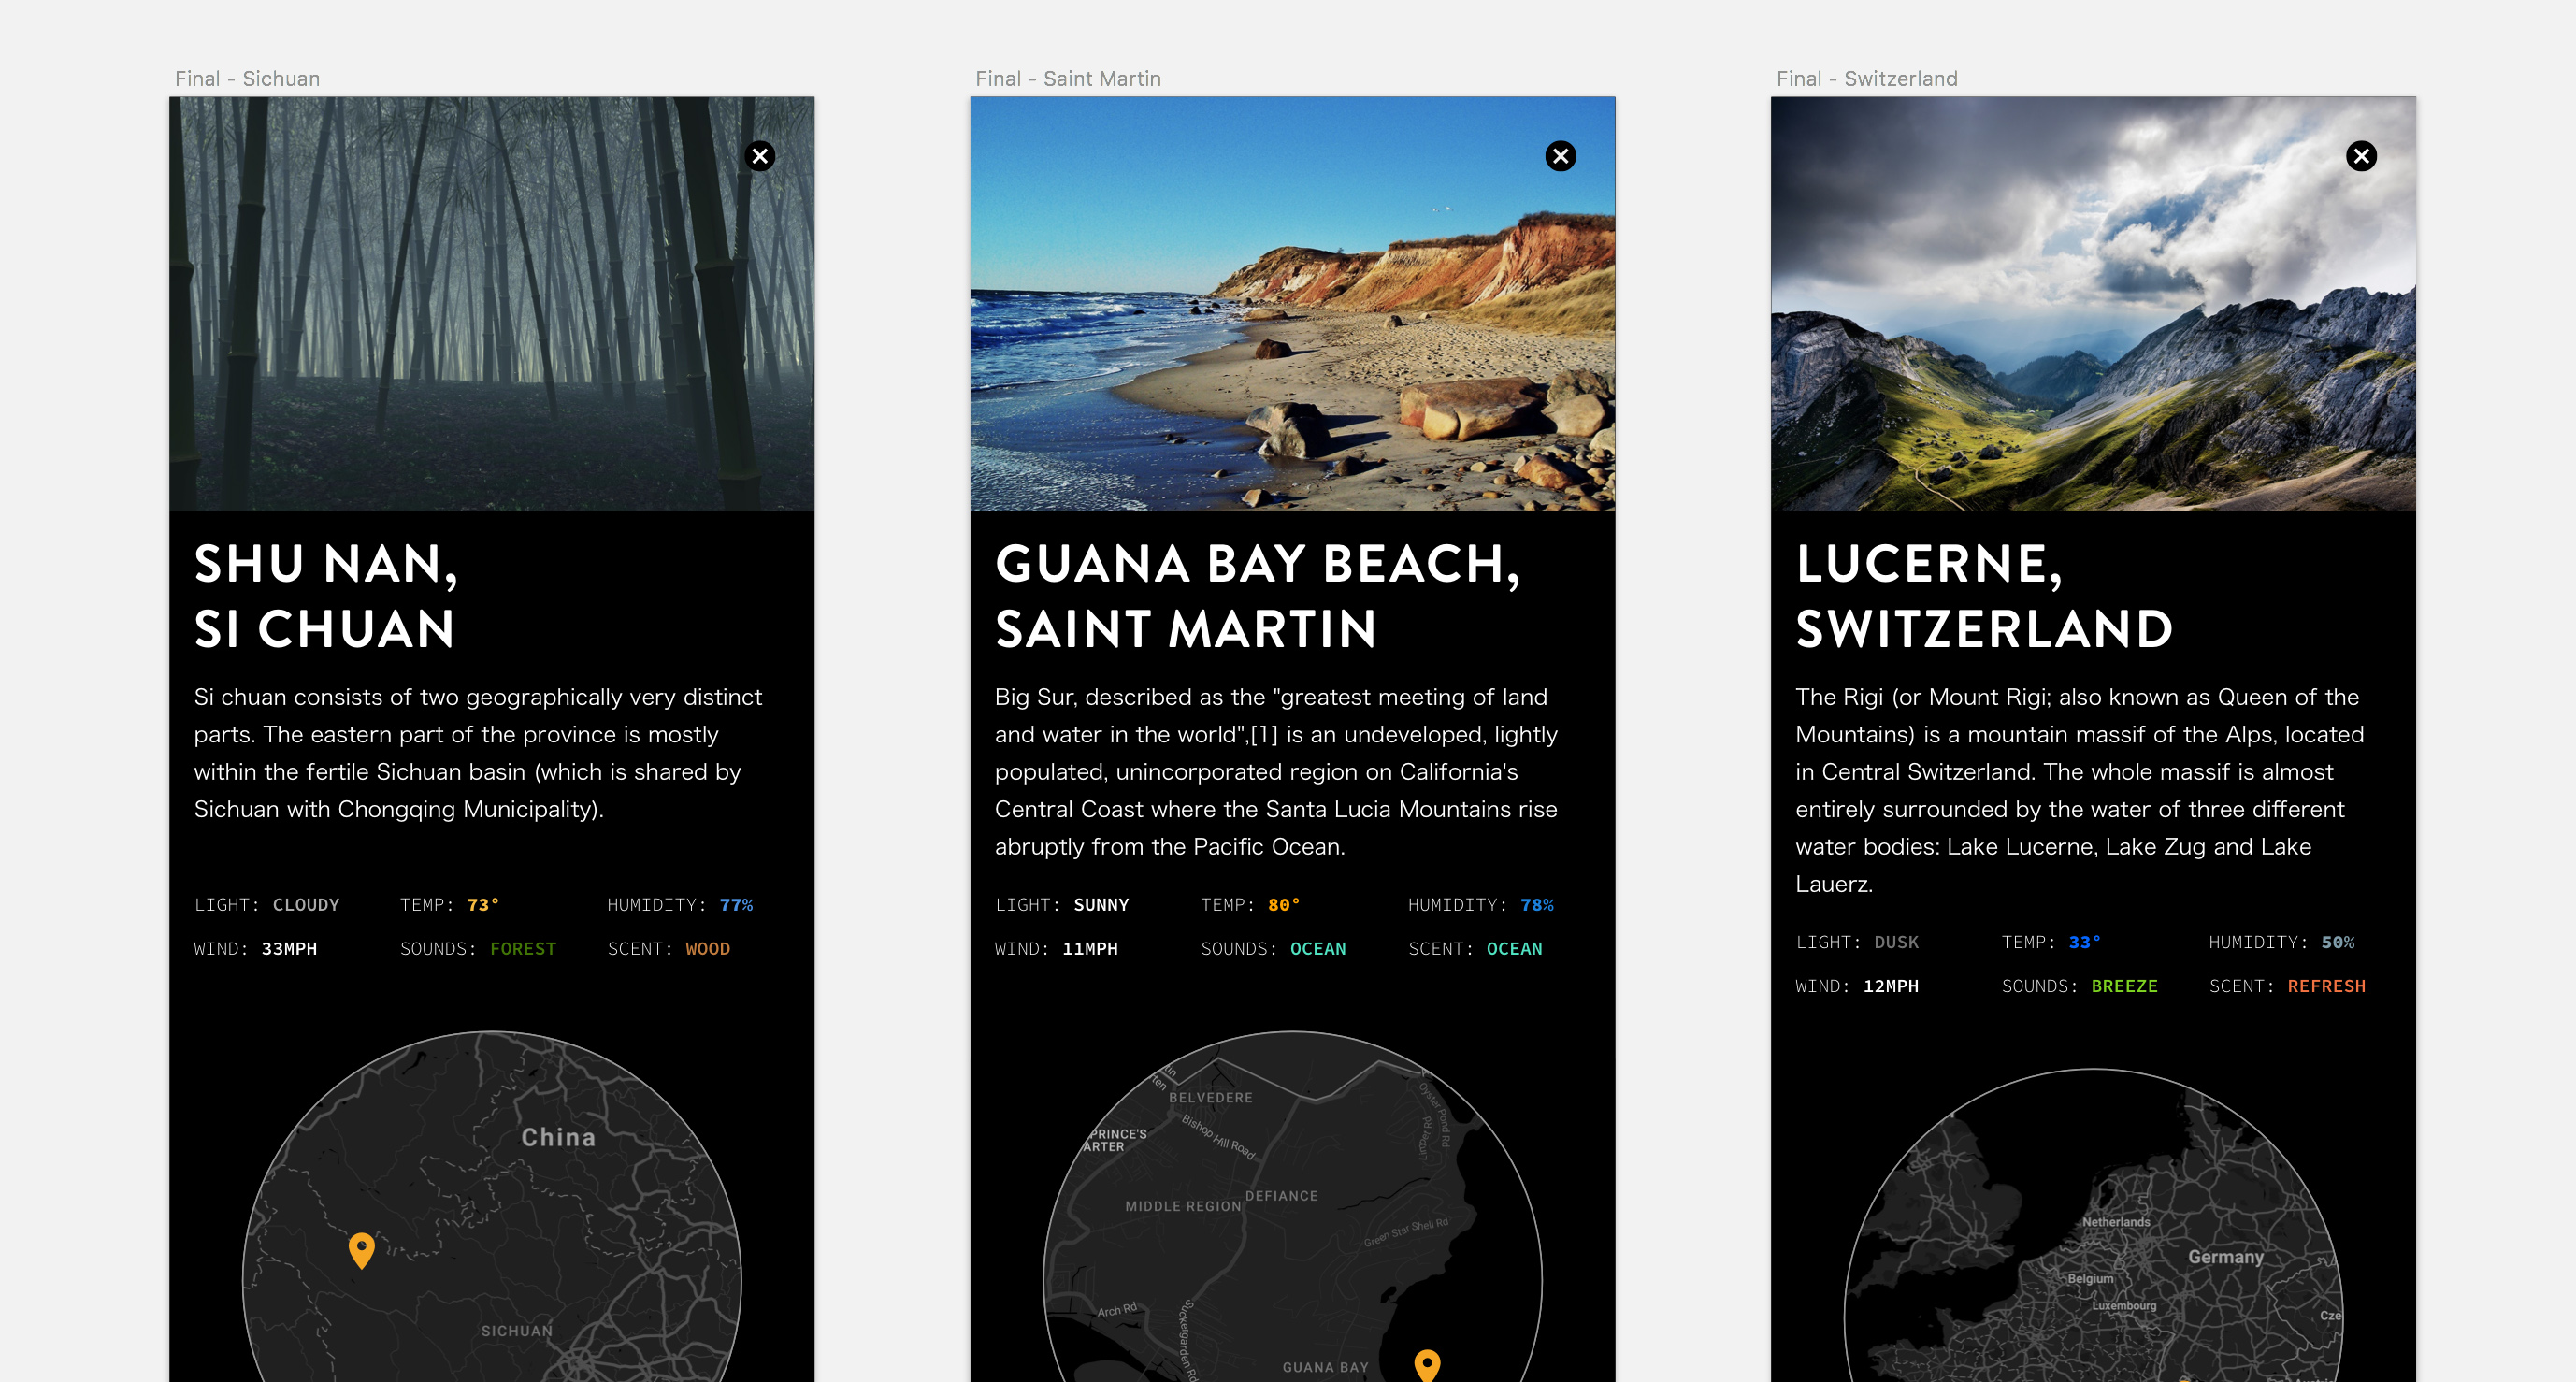 Final - Sichuan
SHU NAN,
SI CHUAN
Si chuan consists of two geographically very distinct
parts. The eastern part of the province is mostly
within the fertile Sichuan basin (which is shared by
Sichuan with Chongqing Municipality).
LIGHT: CLOUDY TEMP: 73° HUMIDITY: 77%
WIND: 33MPH SOUNDS: FOREST SCENT: WOOD
China
SICHUAN
Final - Saint Martin
GUANA BAY BEACH,
SAINT MARTIN
Big Sur, described as the "greatest meeting of land
and water in the world",[1] is an undeveloped, lightly
populated, unincorporated region on California's
Central Coast where the Santa Lucia Mountains rise
abruptly from the Pacific Ocean.
LIGHT: SUNNY TEMP: 80° HUMIDITY: 78%
WIND: 11MPH SOUNDS: OCEAN SCENT: OCEAN
BELVEDERE
Oyster Pond Rd
Bishop Hill Road
PRINCE'S
ARTER
MIDDLE REGION
DEFIANCE
Green Star Shell Rd
Arch Rd
Suckergarden Rd
GUANA BAY
Final - Switzerland
LUCERNE,
SWITZERLAND
The Rigi (or Mount Rigi; also known as Queen of the
Mountains) is a mountain massif of the Alps, located
in Central Switzerland. The whole massif is almost
entirely surrounded by the water of three different
water bodies: Lake Lucerne, Lake Zug and Lake
Lauerz.
LIGHT: DUSK TEMP: 33° HUMIDITY: 50%
WIND: 12MPH SOUNDS: BREEZE SCENT: REFRESH
Netherlands
Germany
Belgium
Luxembourg
Cze